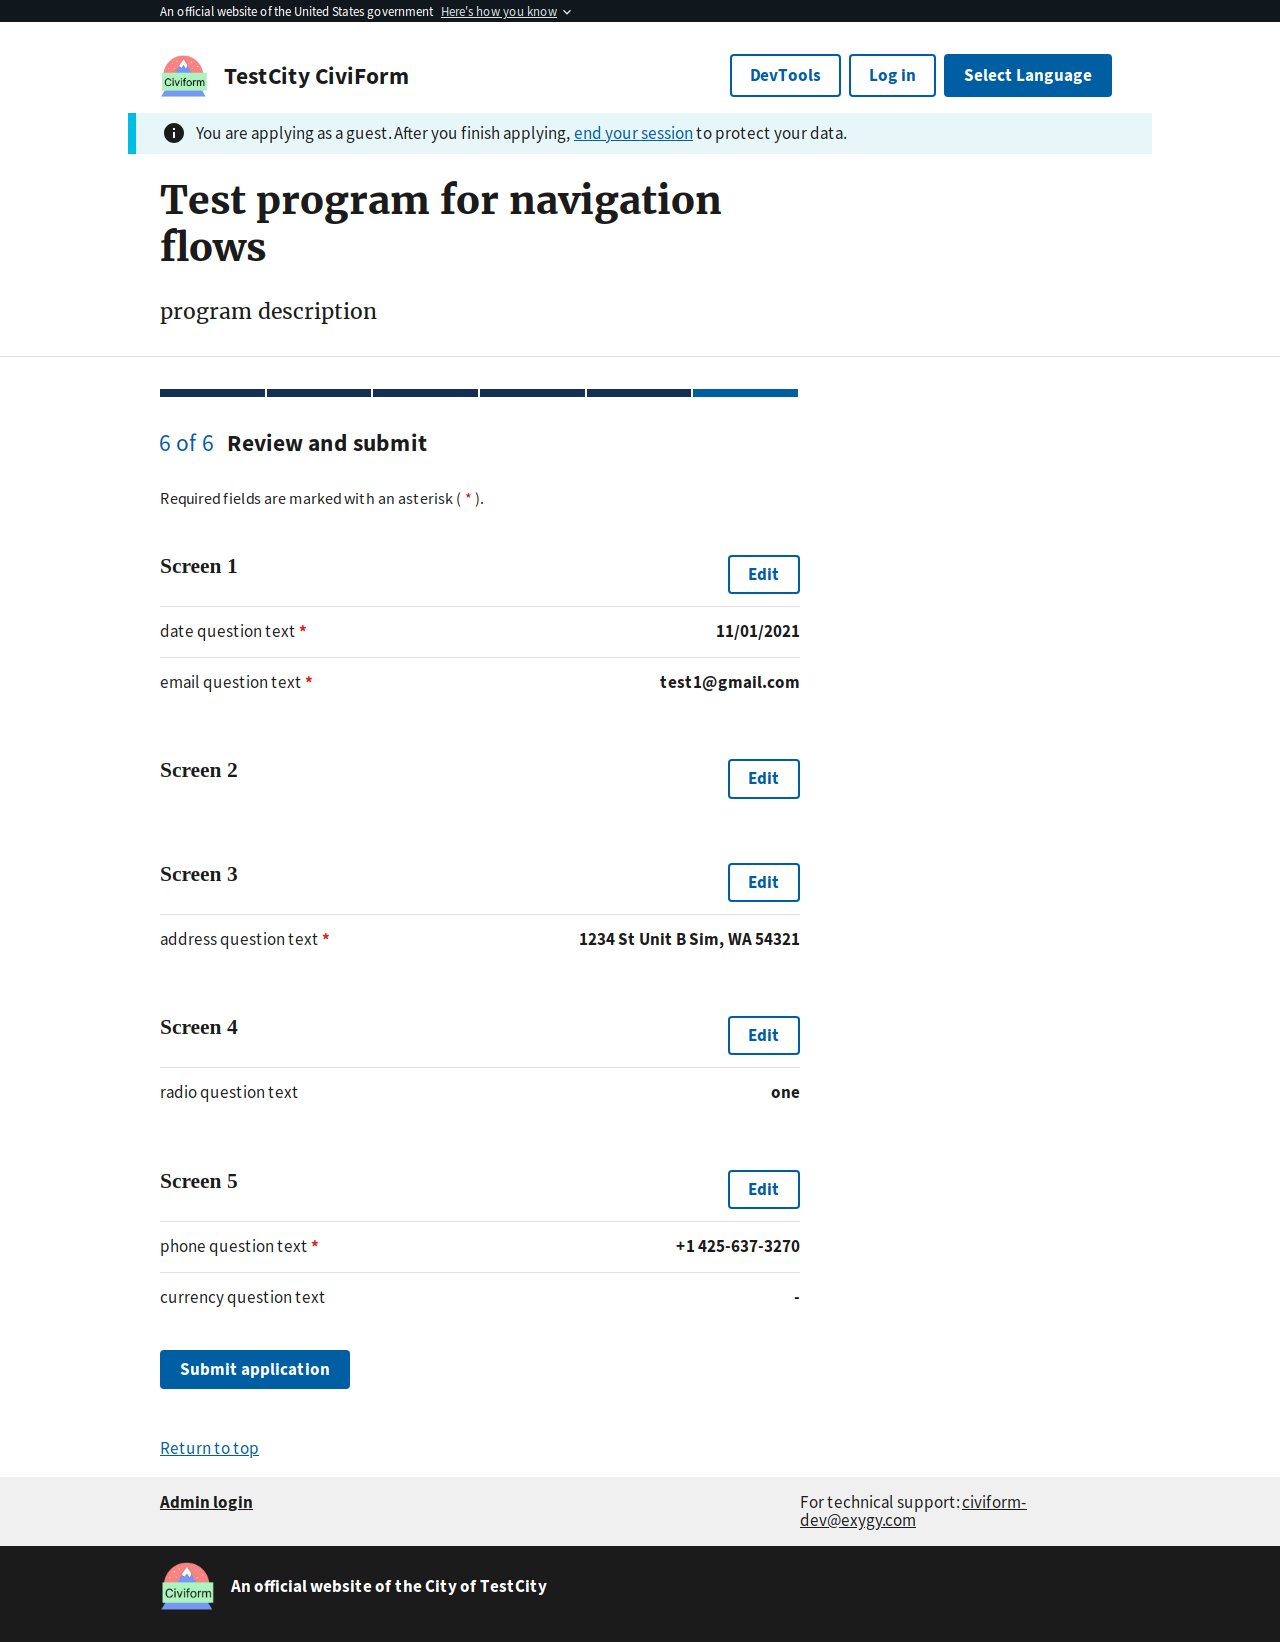 An official website of the United States government Here's how you know
Civiform
TestCity CiviForm
DevTools
Log in
Select Language
You are applying as a guest. After you finish applying, end your session to protect your data.
Test program for navigation
flows
program description
6 of 6 Review and submit
Required fields are marked with an asterisk ( * ).
Screen 1
Edit
date question text *
11/01/2021
email question text *
test1@gmail.com
Screen 2
Edit
Screen 3
Edit
address question text *
1234 St Unit B Sim, WA 54321
Screen 4
Edit
radio question text
one
Screen 5
Edit
phone question text *
+1 425-637-3270
currency question text
-
Submit application
Return to top
Admin login
For technical support: civiform-
dev@exygy.com
Civiform
An official website of the City of TestCity